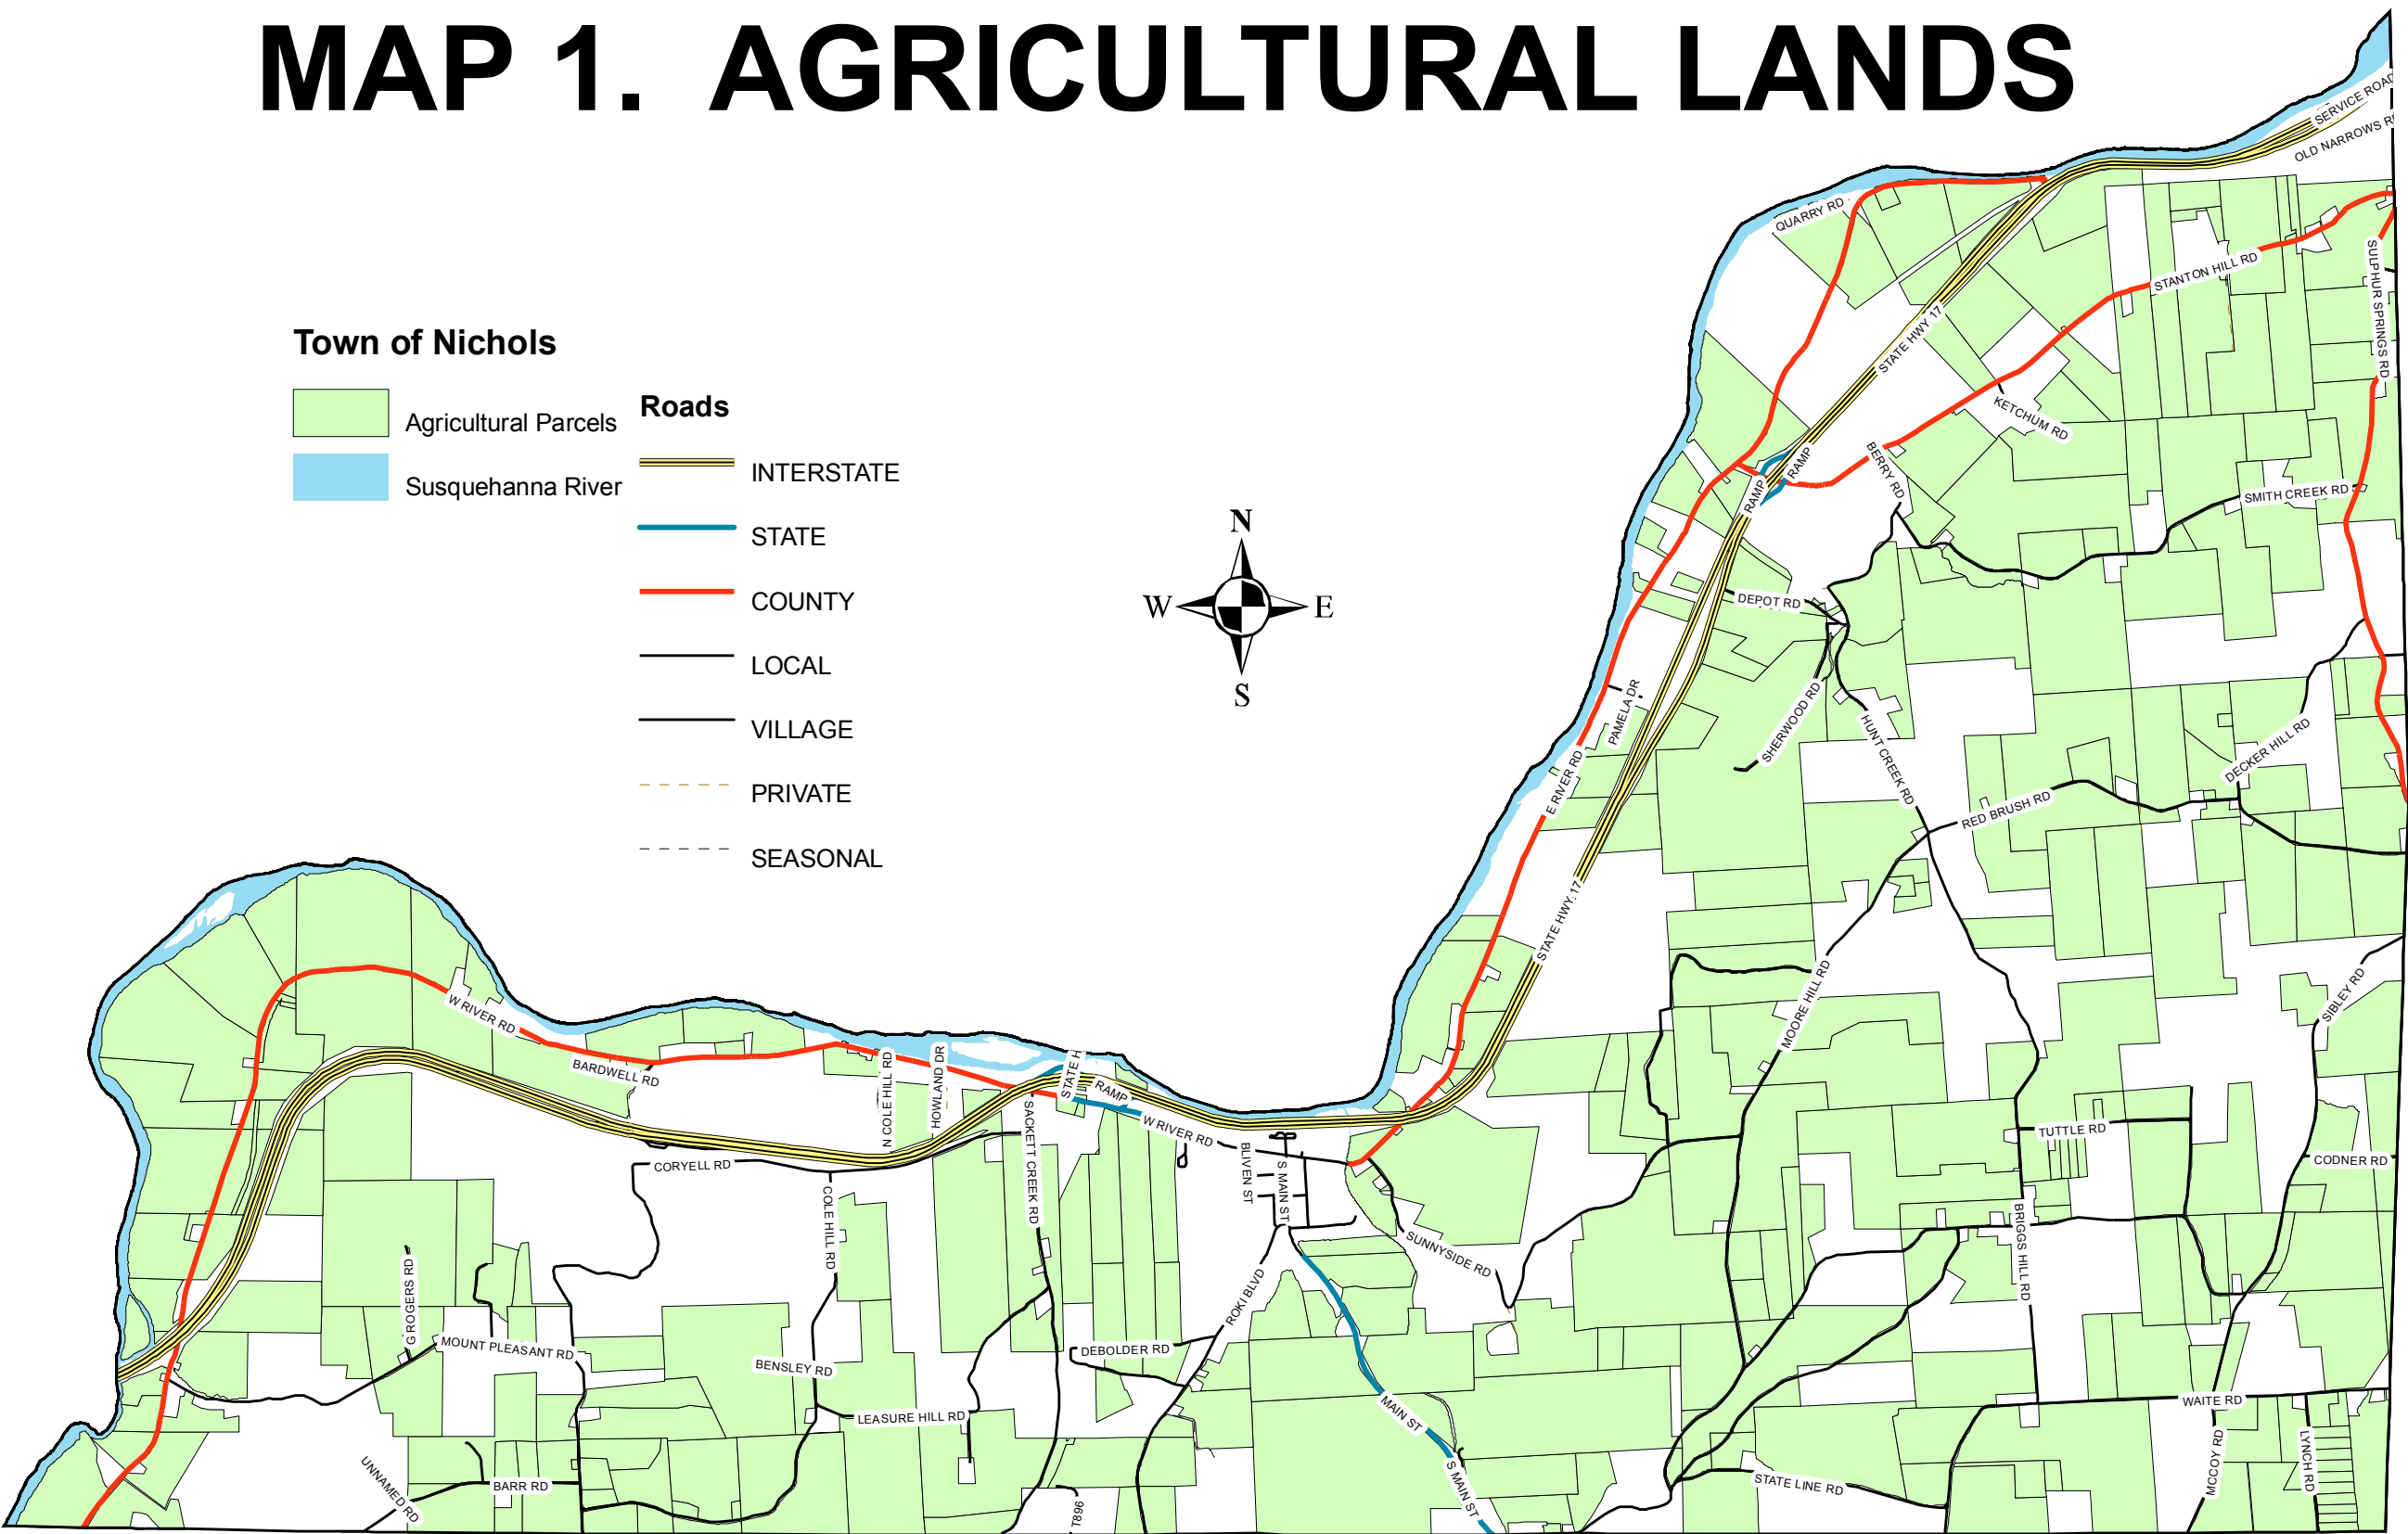 MAP 1. AGRICULTURAL LANDS
Town of Nichols
Agricultural Parcels
Susquehanna River
Roads
INTERSTATE
STATE
COUNTY
LOCAL
VILLAGE
PRIVATE
SEASONAL
N
W
E
S
SERVICE ROAD
OLD NARROWS RD
QUARRY RD
STANTON HILL RD
SULPHUR SPRINGS RD
STATE HWY 17
KETCHUM RD
BERRY RD
RAMP
RAMP
SMITH CREEK RD
DEPOT RD
PAMELA DR
SHERWOOD RD
HUNT CREEK RD
DECKER HILL RD
E RIVER RD
RED BRUSH RD
STATE HWY 17
MOORE HILL RD
SIBLEY RD
W RIVER RD
BARDWELL RD
N COLE HILL RD
HOWLAND DR
STATE H
RAMP
W RIVER RD
SACKETT CREEK RD
BLIVEN ST
S MAIN ST
TUTTLE RD
CODNER RD
CORYELL RD
COLE HILL RD
SUNNYSIDE RD
BRIGGS HILL RD
G ROGERS RD
ROKI BLVD
MOUNT PLEASANT RD
DEBOLDER RD
BENSLEY RD
LEASURE HILL RD
MAIN ST
WAITE RD
UNNAMED RD
BARR RD
T896
S MAIN ST
STATE LINE RD
MCCOY RD
LYNCH RD